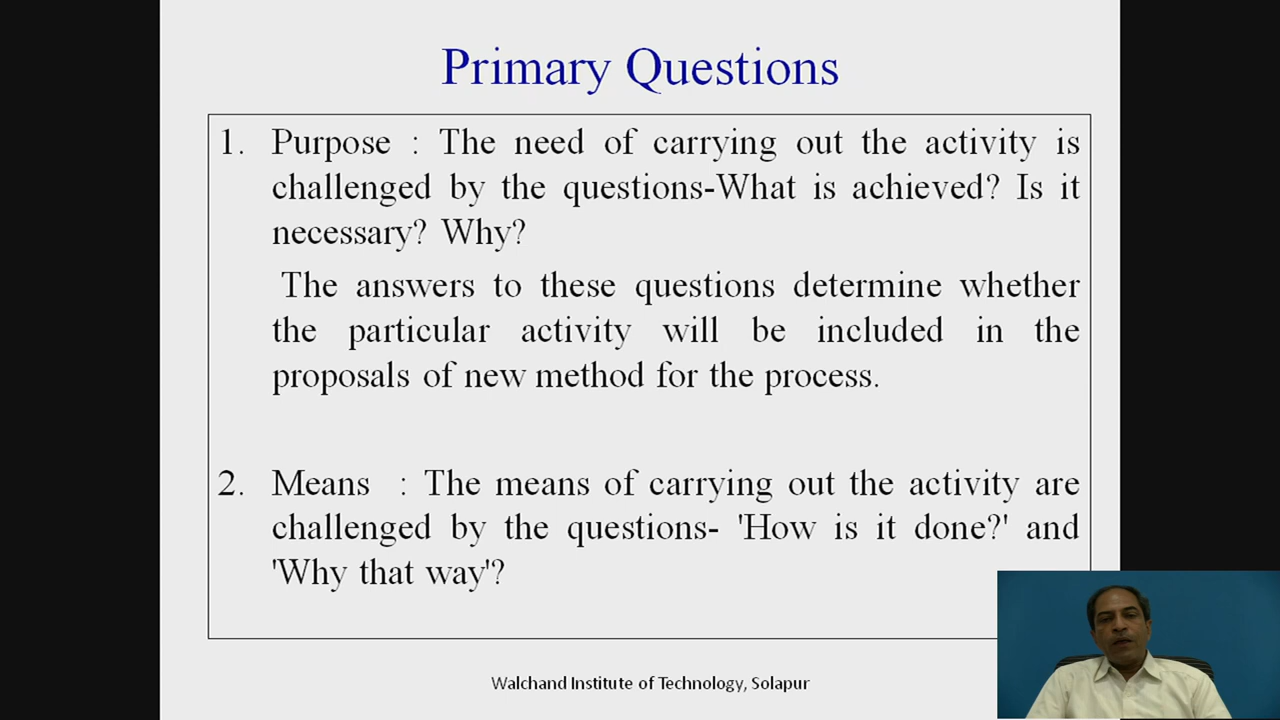 Primary Questions
1. Purpose : The need of carrying out the activity is
challenged by the questions-What is achieved? Is it
necessary? Why?
The answers to these questions determine whether
the particular activity will be included in the
proposals of new method for the process.
2. Means : The means of carrying out the activity are
challenged by the questions- 'How is it done?' and
'Why that way'?
Walchand Institute of Technology, Solapur